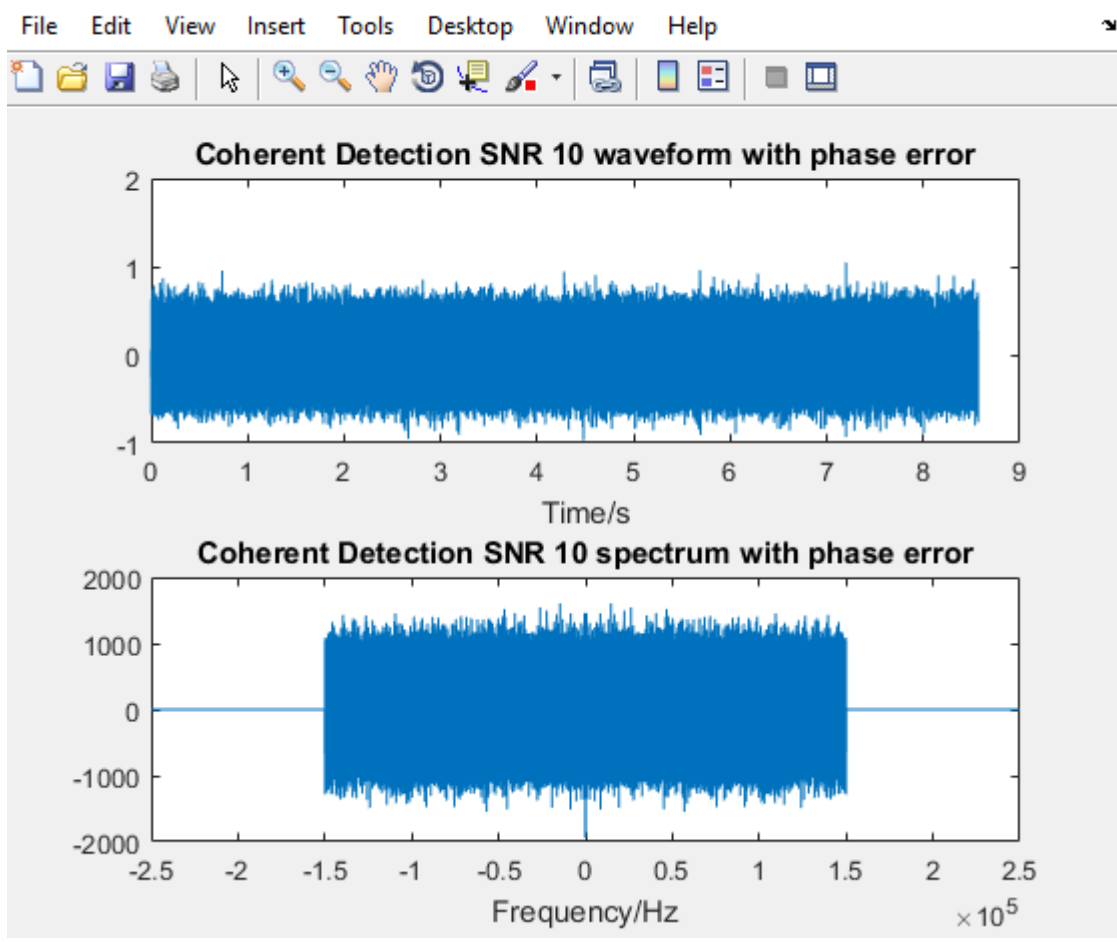 File Edit View Insert Tools Desktop Window Help
Coherent Detection SNR 10 waveform with phase error
2
1
0
-1
0 1 2 3 4 5 6 7 8 9
Time/s
Coherent Detection SNR 10 spectrum with phase error
2000
1000
0
-1000
-2000
-2.5 -2 -1.5 -1 -0.5 0 0.5 1 1.5 2 2.5
Frequency/Hz
×10⁵